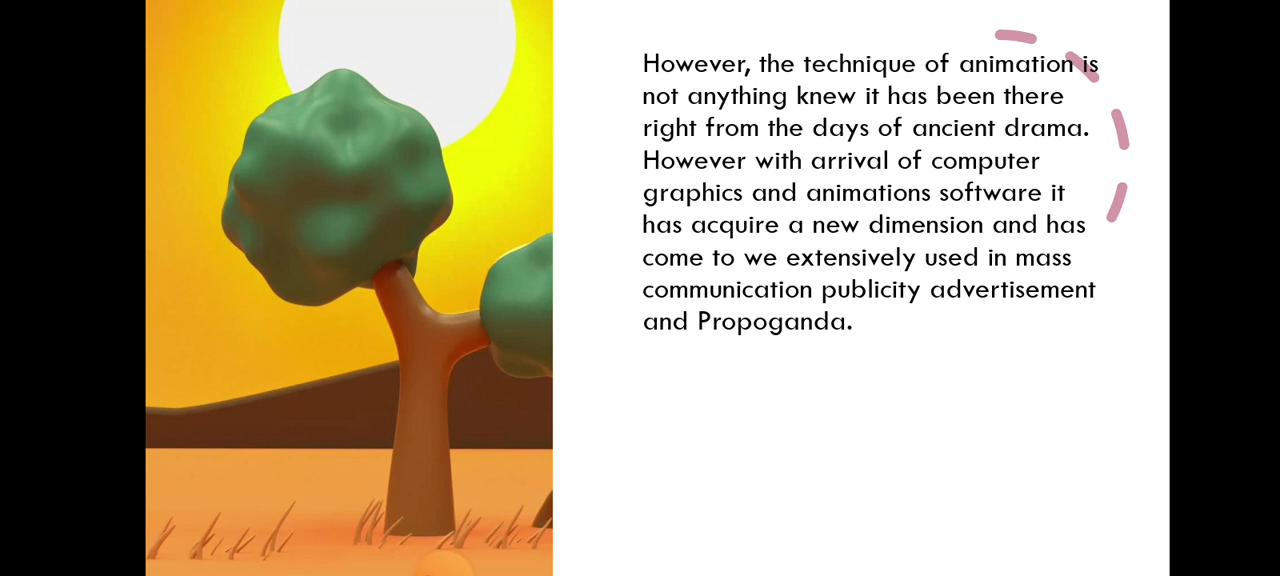 However, the technique of animation is
not anything knew it has been there
right from the days of ancient drama.
However with arrival of computer
graphics and animations software it
has acquire a new dimension and has
come to we extensively used in mass
communication publicity advertisement
and Propoganda.